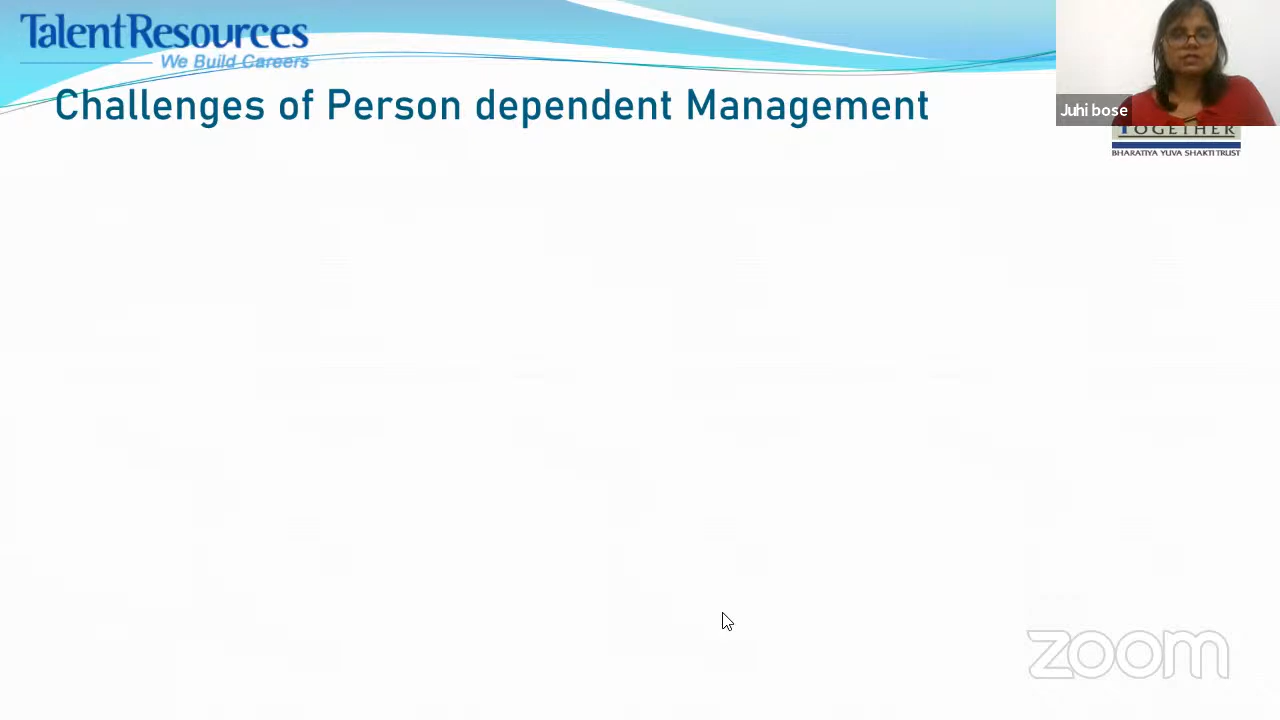 TalentResources
We Build Careers
Challenges of Person dependent Management
Juhi bose
TOGETHER
BHARATIYA YUVA SHAKTI TRUST
zoom